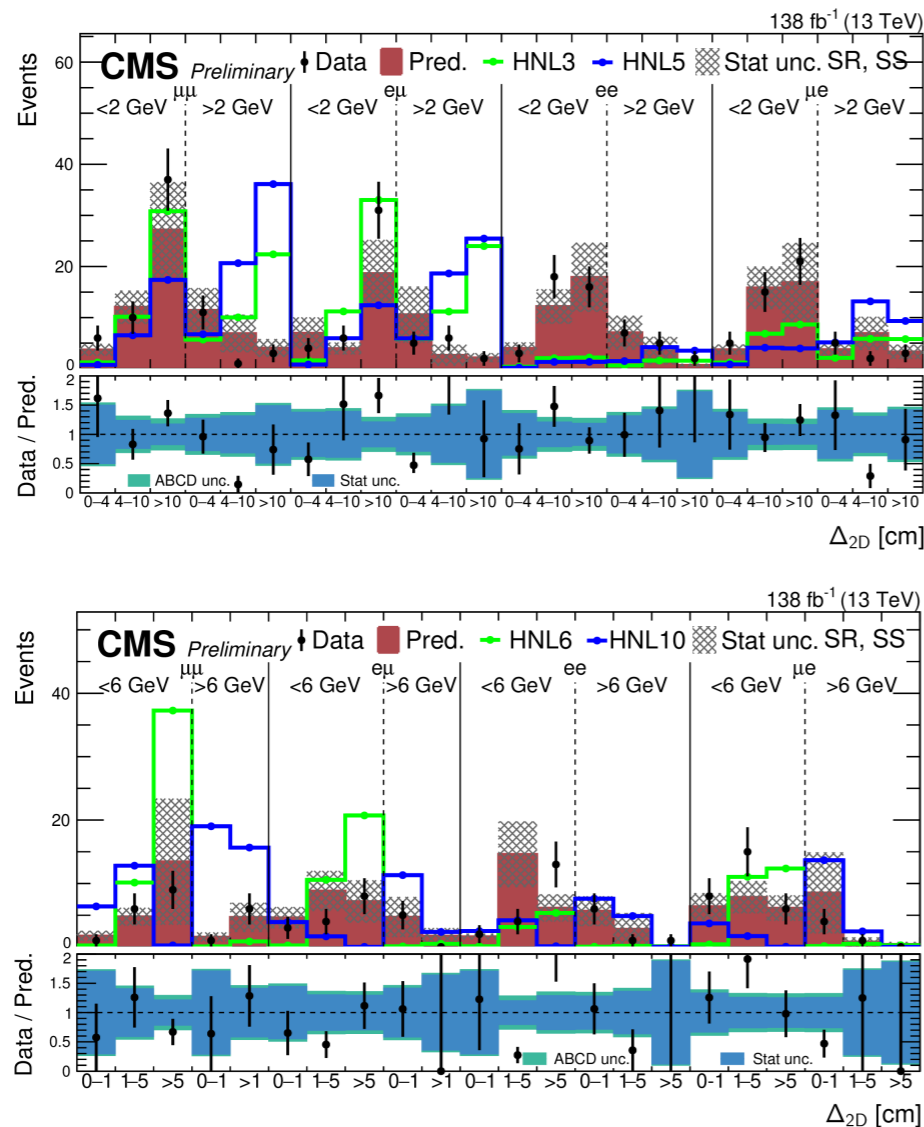 138 fb⁻¹ (13 TeV)
CMS Preliminary Data Pred. HNL3 HNL5 Stat unc. SR, SS
μμ eμ ee μe
<2 GeV >2 GeV <2 GeV >2 GeV <2 GeV >2 GeV <2 GeV >2 GeV
Events
60
40
20
0
Data / Pred.
2
1.5
1
0.5
0
ABCD unc. Stat unc.
0–4 4–10 >10 0–4 4–10 >10 0–4 4–10 >10 0–4 4–10 >10 0–4 4–10 >10 0–4 4–10 >10 0–4 4–10 >10 0–4 4–10 >10
Δ2D [cm]
138 fb⁻¹ (13 TeV)
CMS Preliminary Data Pred. HNL6 HNL10 Stat unc. SR, SS
μμ eμ ee μe
<6 GeV >6 GeV <6 GeV >6 GeV <6 GeV >6 GeV <6 GeV >6 GeV
Events
40
20
0
Data / Pred.
2
1.5
1
0.5
0
ABCD unc. Stat unc.
0–1 1–5 >5 0–1 >1 0–1 1–5 >5 0–1 >1 0–1 1–5 >5 0–1 1–5 >5 0–1 1–5 >5 0–1 1–5 >5
Δ2D [cm]